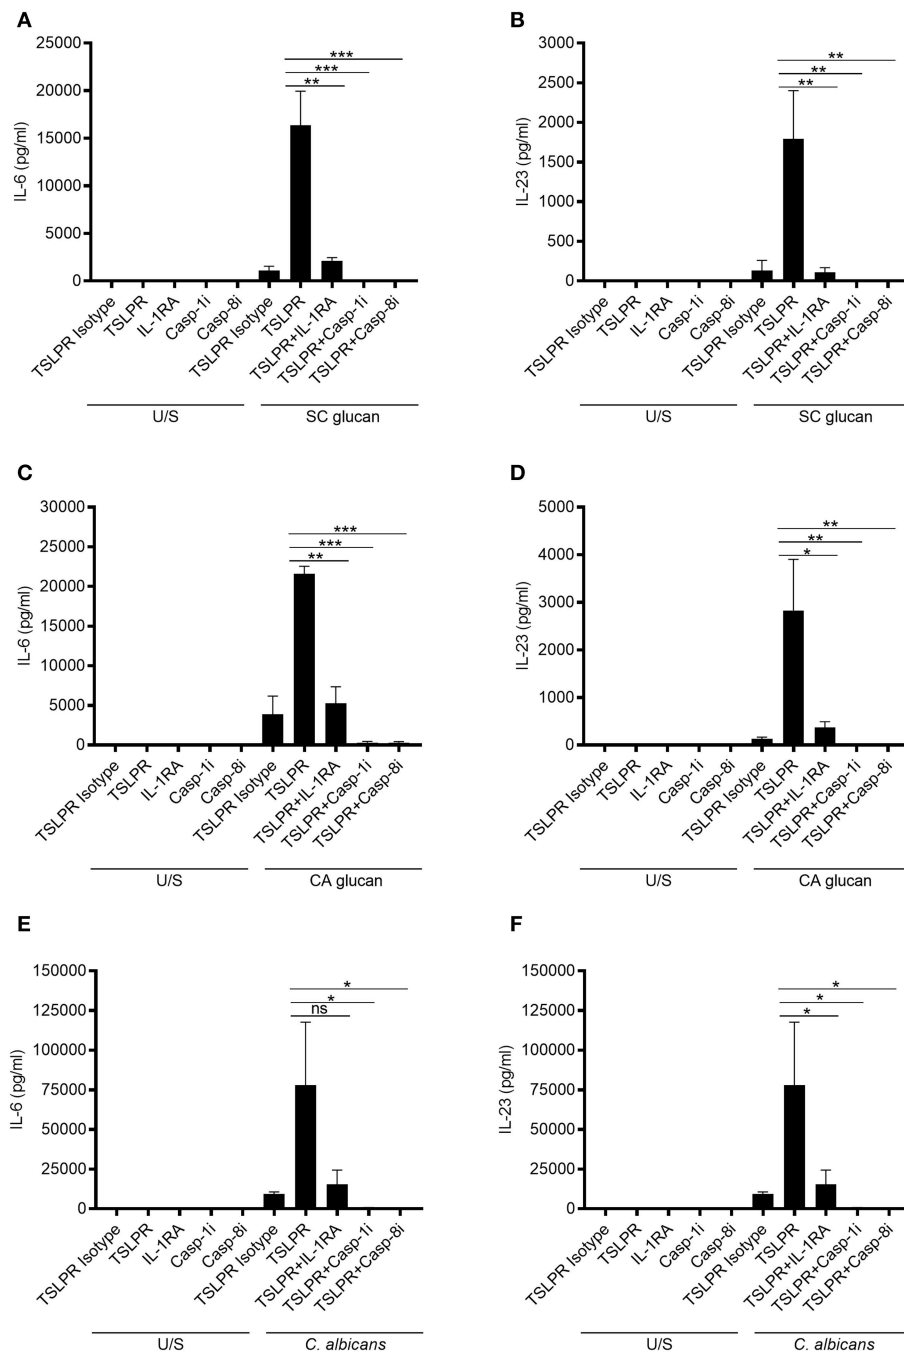 A
IL-6 (pg/ml)
25000
20000
15000
10000
5000
0
***
***
**
TSLPR Isotype
TSLPR
IL-1RA
Casp-1i
Casp-8i
TSLPR Isotype
TSLPR
TSLPR+IL-1RA
TSLPR+Casp-1i
TSLPR+Casp-8i
U/S
SC glucan
B
IL-23 (pg/ml)
3000
2500
2000
1500
1000
500
0
**
**
**
TSLPR Isotype
TSLPR
IL-1RA
Casp-1i
Casp-8i
TSLPR Isotype
TSLPR
TSLPR+IL-1RA
TSLPR+Casp-1i
TSLPR+Casp-8i
U/S
SC glucan
C
IL-6 (pg/ml)
30000
25000
20000
15000
10000
5000
0
***
***
**
TSLPR Isotype
TSLPR
IL-1RA
Casp-1i
Casp-8i
TSLPR Isotype
TSLPR
TSLPR+IL-1RA
TSLPR+Casp-1i
TSLPR+Casp-8i
U/S
CA glucan
D
IL-23 (pg/ml)
5000
4000
3000
2000
1000
0
**
**
*
TSLPR Isotype
TSLPR
IL-1RA
Casp-1i
Casp-8i
TSLPR Isotype
TSLPR
TSLPR+IL-1RA
TSLPR+Casp-1i
TSLPR+Casp-8i
U/S
CA glucan
E
IL-6 (pg/ml)
150000
125000
100000
75000
50000
25000
0
*
*
ns
TSLPR Isotype
TSLPR
IL-1RA
Casp-1i
Casp-8i
TSLPR Isotype
TSLPR
TSLPR+IL-1RA
TSLPR+Casp-1i
TSLPR+Casp-8i
U/S
C. albicans
F
IL-23 (pg/ml)
150000
125000
100000
75000
50000
25000
0
*
*
*
TSLPR Isotype
TSLPR
IL-1RA
Casp-1i
Casp-8i
TSLPR Isotype
TSLPR
TSLPR+IL-1RA
TSLPR+Casp-1i
TSLPR+Casp-8i
U/S
C. albicans